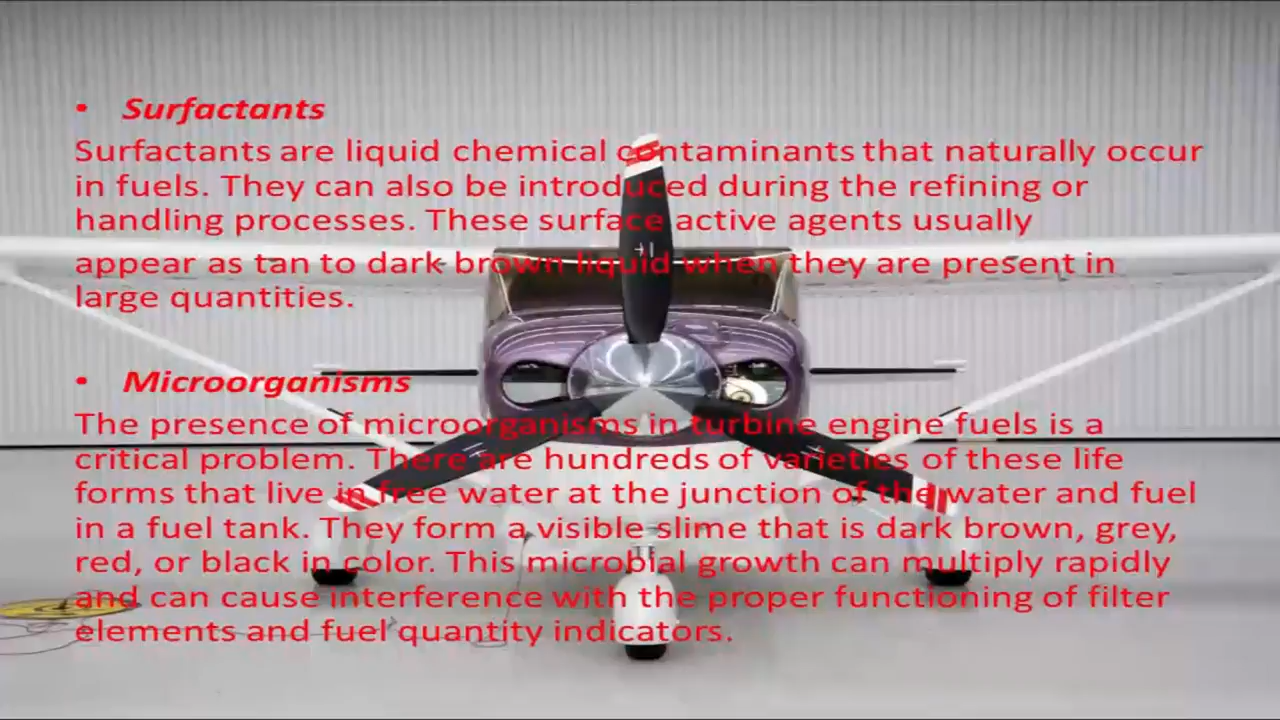 • Surfactants
Surfactants are liquid chemical contaminants that naturally occur
in fuels. They can also be introduced during the refining or
handling processes. These surface active agents usually
appear as tan to dark brown liquid when they are present in
large quantities.
• Microorganisms
The presence of microorganisms in turbine engine fuels is a
critical problem. There are hundreds of varieties of these life
forms that live in free water at the junction of the water and fuel
in a fuel tank. They form a visible slime that is dark brown, grey,
red, or black in color. This microbial growth can multiply rapidly
and can cause interference with the proper functioning of filter
elements and fuel quantity indicators.